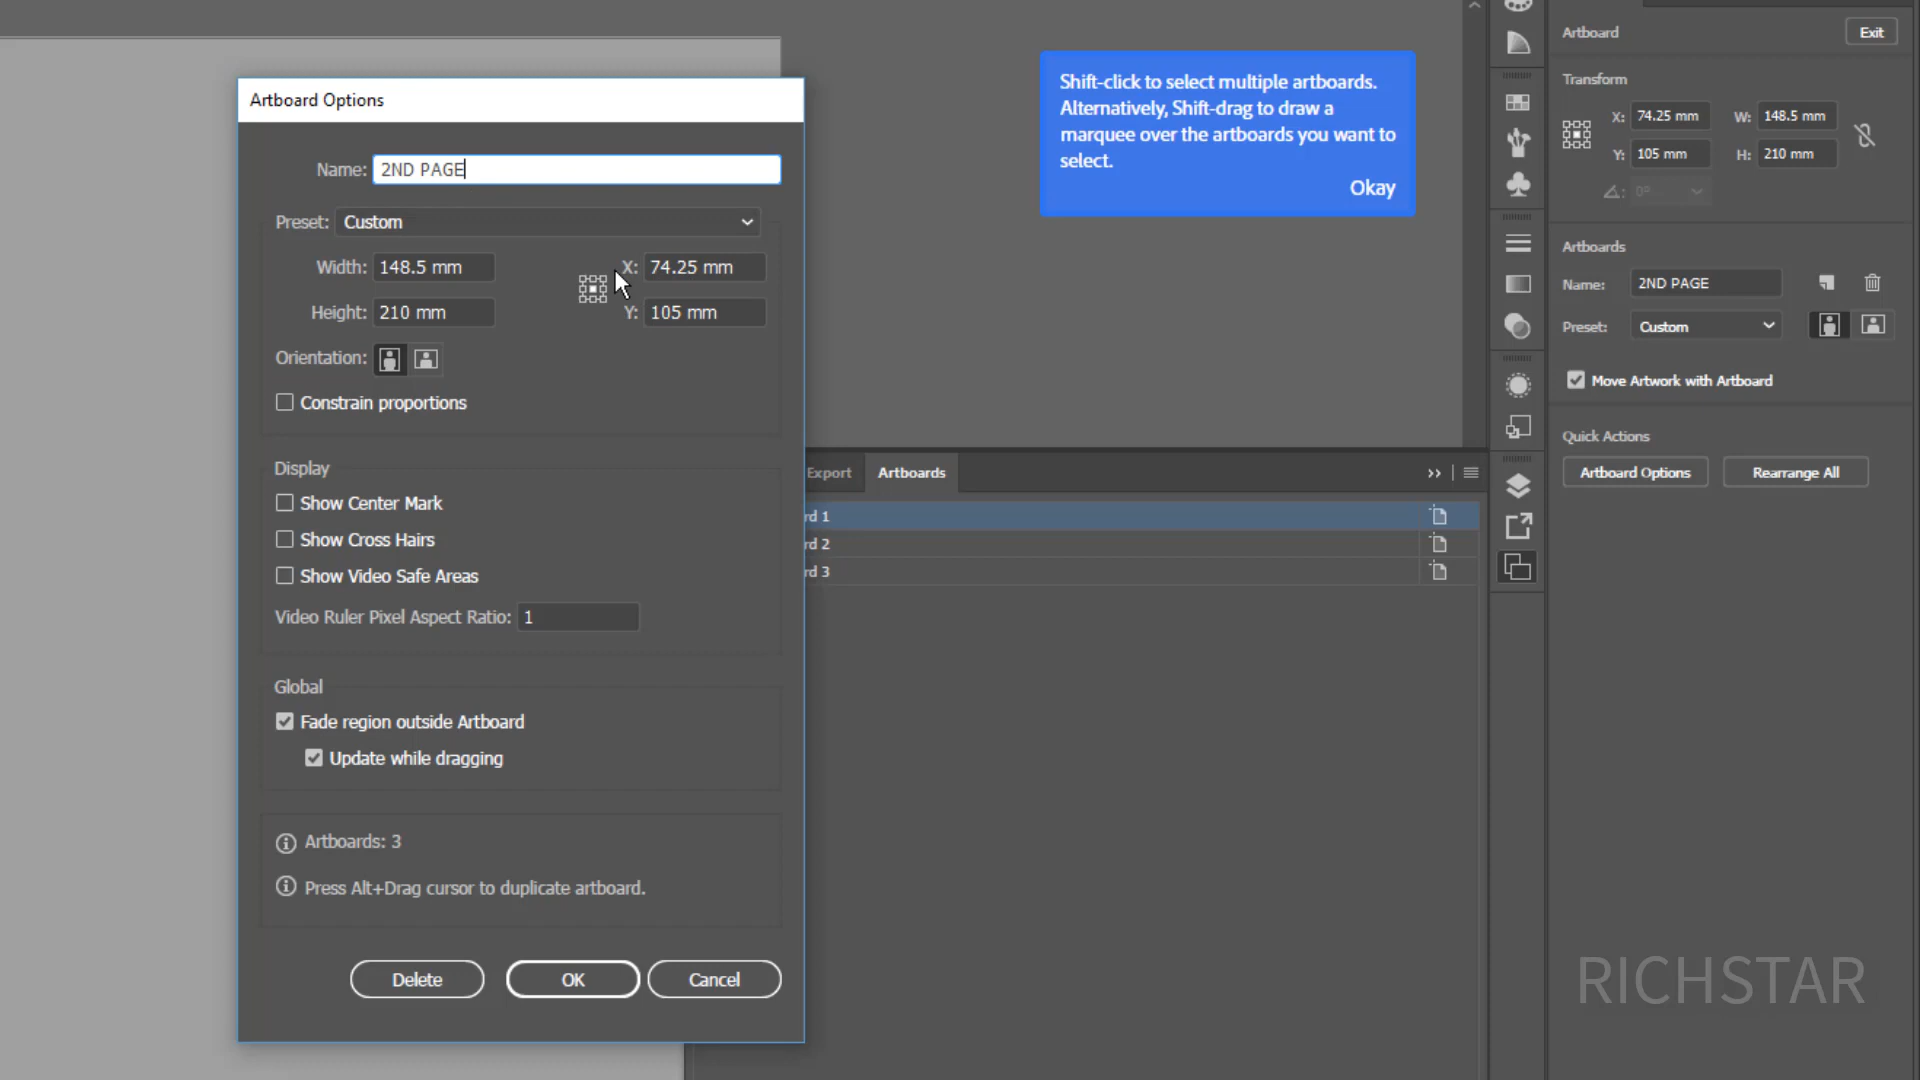 Artboard Options
Name: 2ND PAGE
Preset: Custom
Width: 148.5 mm X: 74.25 mm
Height: 210 mm Y: 105 mm
Orientation:
Constrain proportions
Display
Show Center Mark
Show Cross Hairs
Show Video Safe Areas
Video Ruler Pixel Aspect Ratio: 1
Global
Fade region outside Artboard
Update while dragging
Artboards: 3
Press Alt+Drag cursor to duplicate artboard.
Delete OK Cancel
Shift-click to select multiple artboards.
Alternatively, Shift-drag to draw a
marquee over the artboards you want to
select.
Okay
Export Artboards
rd 1
rd 2
rd 3
Artboard Exit
Transform
X: 74.25 mm W: 148.5 mm
Y: 105 mm H: 210 mm
0°
Artboards
Name: 2ND PAGE
Preset: Custom
Move Artwork with Artboard
Quick Actions
Artboard Options Rearrange All
RICHSTAR